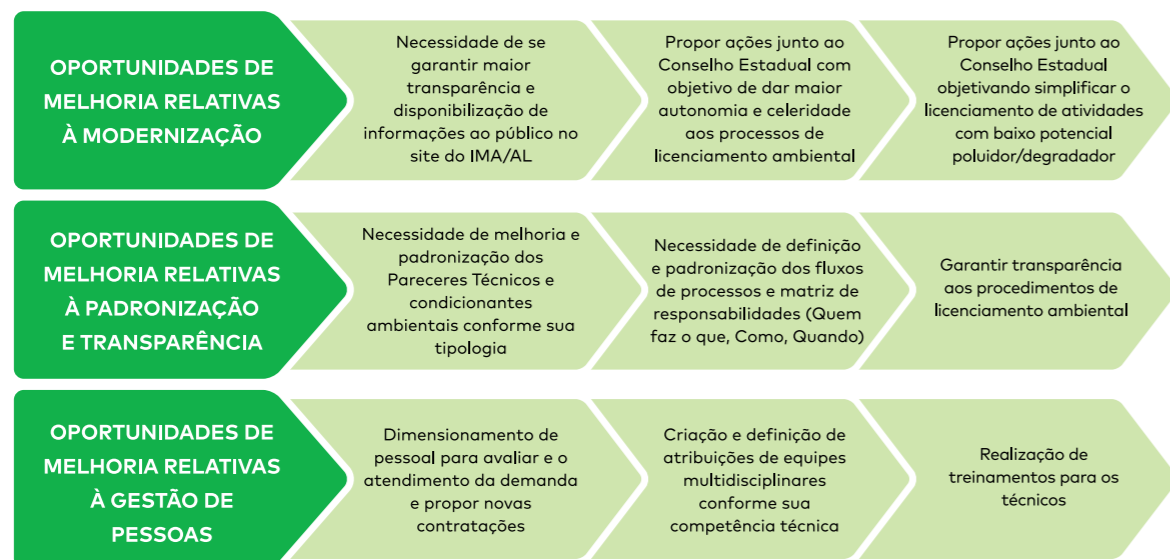 OPORTUNIDADES DE
MELHORIA RELATIVAS
À MODERNIZAÇÃO
Necessidade de se
garantir maior
transparência e
disponibilização de
informações ao público no
site do IMA/AL
Propor ações junto ao
Conselho Estadual com
objetivo de dar maior
autonomia e celeridade
aos processos de
licenciamento ambiental
Propor ações junto ao
Conselho Estadual
objetivando simplificar o
licenciamento de atividades
com baixo potencial
poluidor/degradador
OPORTUNIDADES DE
MELHORIA RELATIVAS
À PADRONIZAÇÃO
E TRANSPARÊNCIA
Necessidade de melhoria e
padronização dos
Pareceres Técnicos e
condicionantes
ambientais conforme sua
tipologia
Necessidade de definição
e padronização dos fluxos
de processos e matriz de
responsabilidades (Quem
faz o que, Como, Quando)
Garantir transparência
aos procedimentos de
licenciamento ambiental
OPORTUNIDADES DE
MELHORIA RELATIVAS
À GESTÃO DE
PESSOAS
Dimensionamento de
pessoal para avaliar e o
atendimento da demanda
e propor novas
contratações
Criação e definição de
atribuições de equipes
multidisciplinares
conforme sua
competência técnica
Realização de
treinamentos para os
técnicos